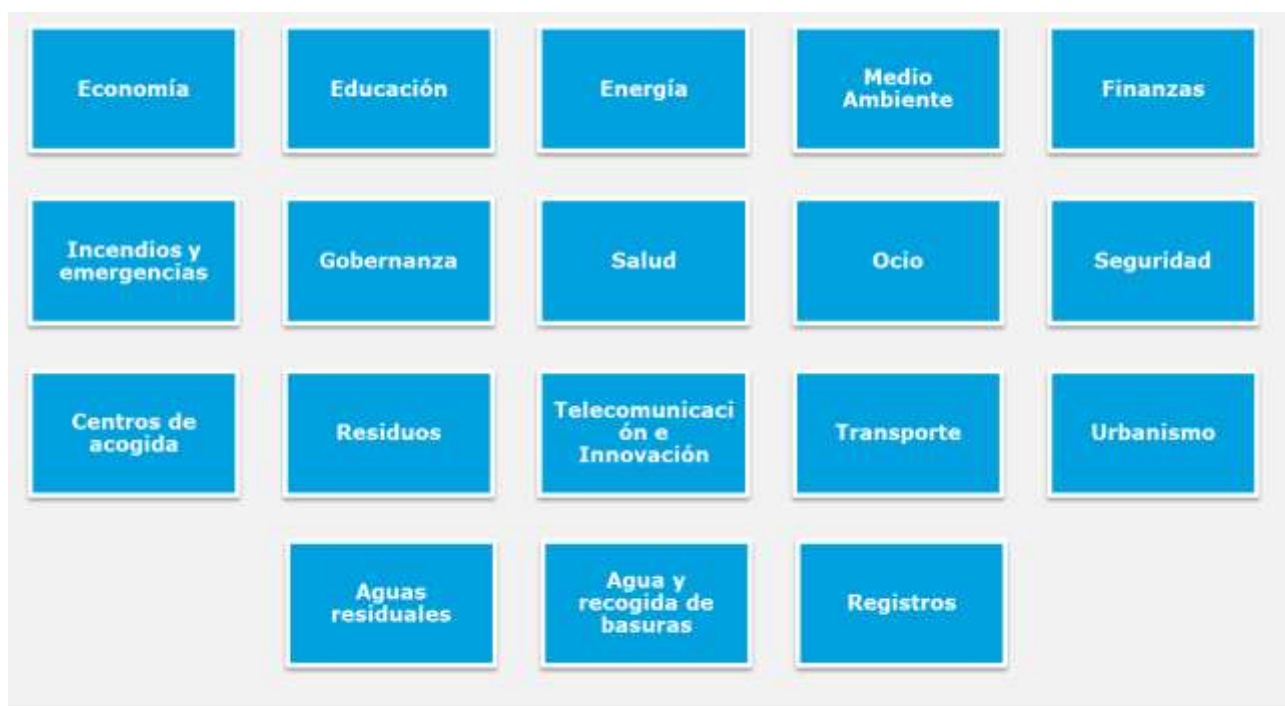 Economía
Educación
Energía
Medio
Ambiente
Finanzas
Incendios y
emergencias
Gobernanza
Salud
Ocio
Seguridad
Centros de
acogida
Residuos
Telecomunicaci
ón e
Innovación
Transporte
Urbanismo
Aguas
residuales
Agua y
recogida de
basuras
Registros